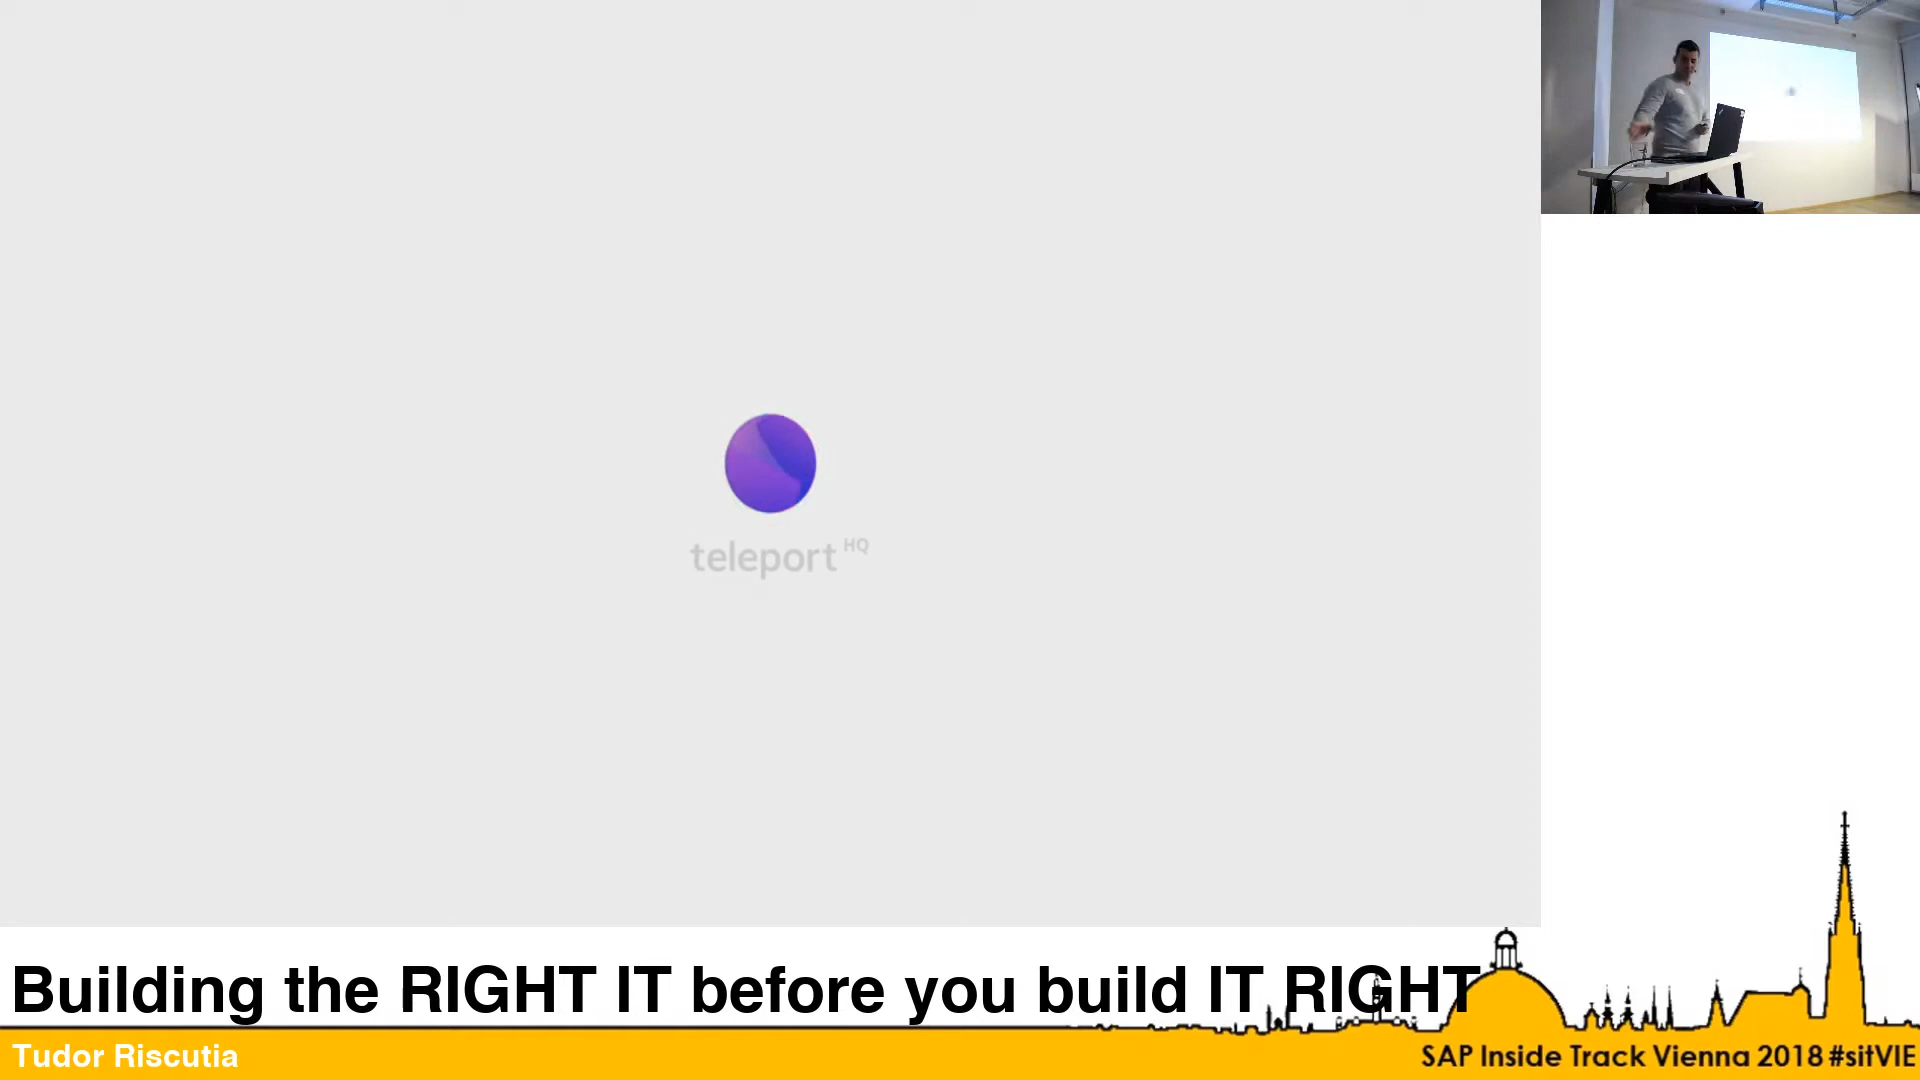 teleport HQ
Building the RIGHT IT before you build IT RIGHT
Tudor Riscutia
SAP Inside Track Vienna 2018 #sitVIE